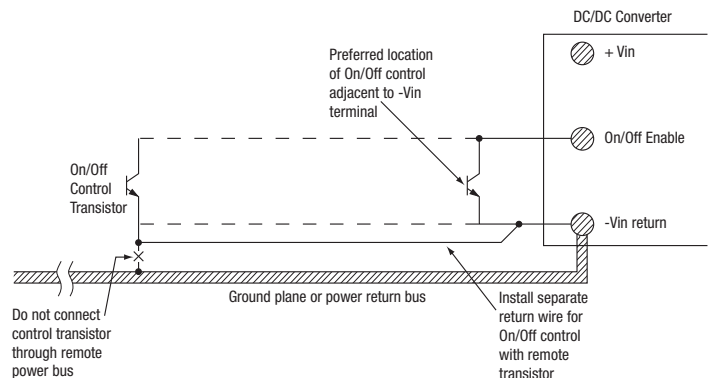 DC/DC Converter
+ Vin
Preferred location
of On/Off control
adjacent to -Vin
terminal
On/Off Enable
On/Off
Control
Transistor
-Vin return
Ground plane or power return bus
Do not connect
control transistor
through remote
power bus
Install separate
return wire for
On/Off control
with remote
transistor